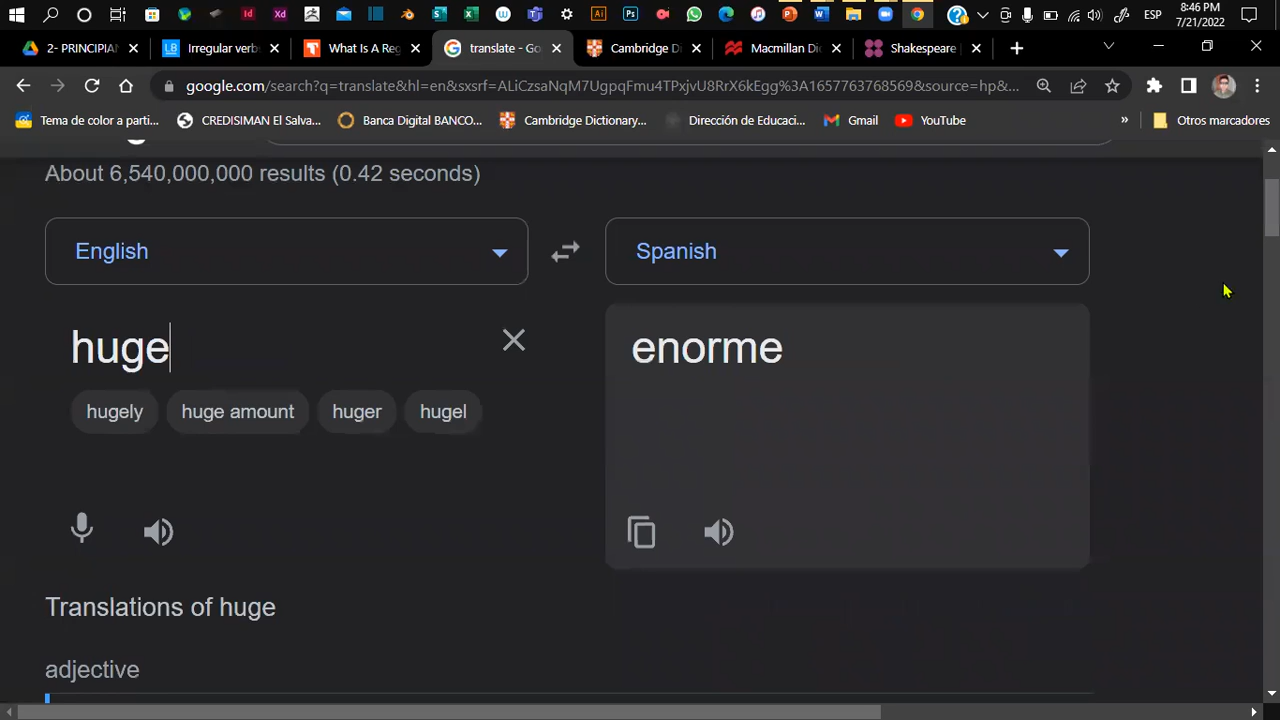 8:46 PM
ESP
7/21/2022
2- PRINCIPIAN
Irregular verb
What Is A Reg
translate - Go
Cambridge D
Macmillan Dic
Shakespeare
google.com/search?q=translate&hl=en&sxsrf=ALiCzsaNqM7UgpqFmu4TPxjvU8RrX6kEgg%3A1657763768569&source=hp&...
Tema de color a parti...
CREDISIMAN El Salva...
Banca Digital BANCO...
Cambridge Dictionary...
Dirección de Educaci...
Gmail
YouTube
»
Otros marcadores
About 6,540,000,000 results (0.42 seconds)
English
Spanish
huge
enorme
hugely
huge amount
huger
hugel
Translations of huge
adjective